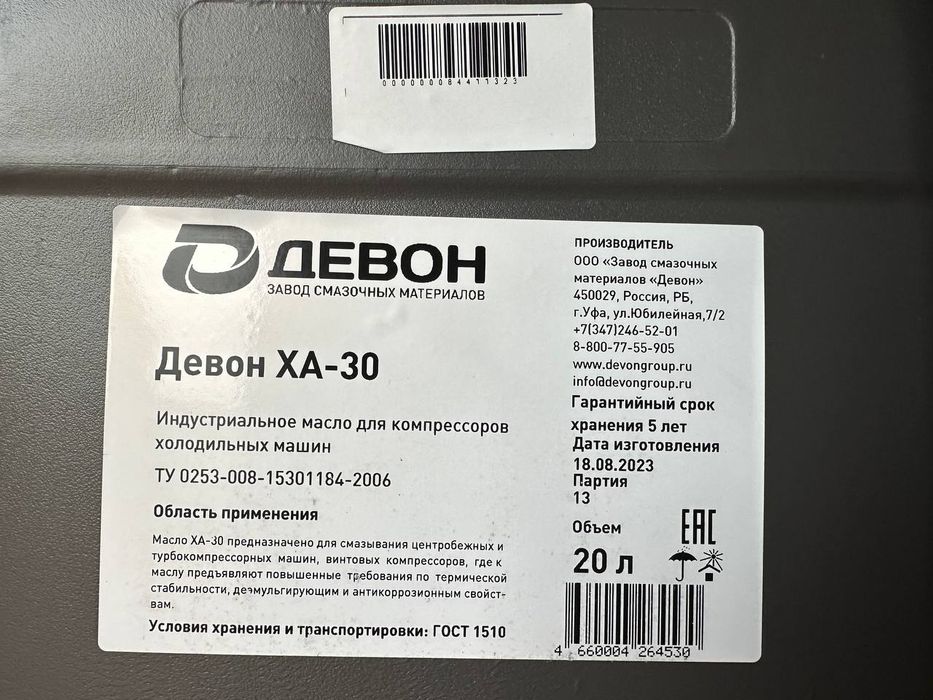 0000000084411323
ДЕВОН
ЗАВОД СМАЗОЧНЫХ МАТЕРИАЛОВ
Девон ХА-30
Индустриальное масло для компрессоров
холодильных машин
ТУ 0253-008-15301184-2006
Область применения
Масло ХА-30 предназначено для смазывания центробежных и
турбокомпрессорных машин, винтовых компрессоров, где к
маслу предъявляют повышенные требования по термической
стабильности, деэмульгирующим и антикоррозионным свойст-
вам.
Условия хранения и транспортировки: ГОСТ 1510
ПРОИЗВОДИТЕЛЬ
ООО «Завод смазочных
материалов «Девон»
450029, Россия, РБ,
г.Уфа, ул.Юбилейная,7/2
+7(347)246-52-01
8-800-77-55-905
www.devongroup.ru
info@devongroup.ru
Гарантийный срок
хранения 5 лет
Дата изготовления
18.08.2023
Партия
13
Объем
20 л
EAC
4 660004 264530